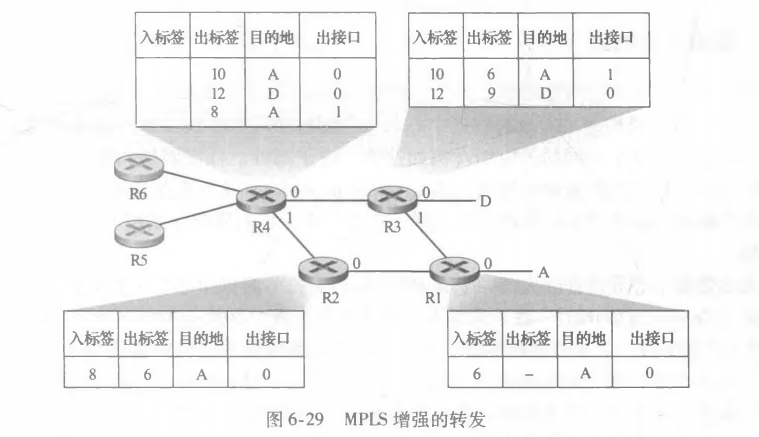 入标签 出标签 目的地 出接口
10 A 0
12 D 0
8 A 1
入标签 出标签 目的地 出接口
10 6 A 1
12 9 D 0
R6
R5
R4
0
1
R3
0
1
D
R2
0
R1
0
A
入标签 出标签 目的地 出接口
8 6 A 0
入标签 出标签 目的地 出接口
6 - A 0
图 6-29 MPLS 增强的转发